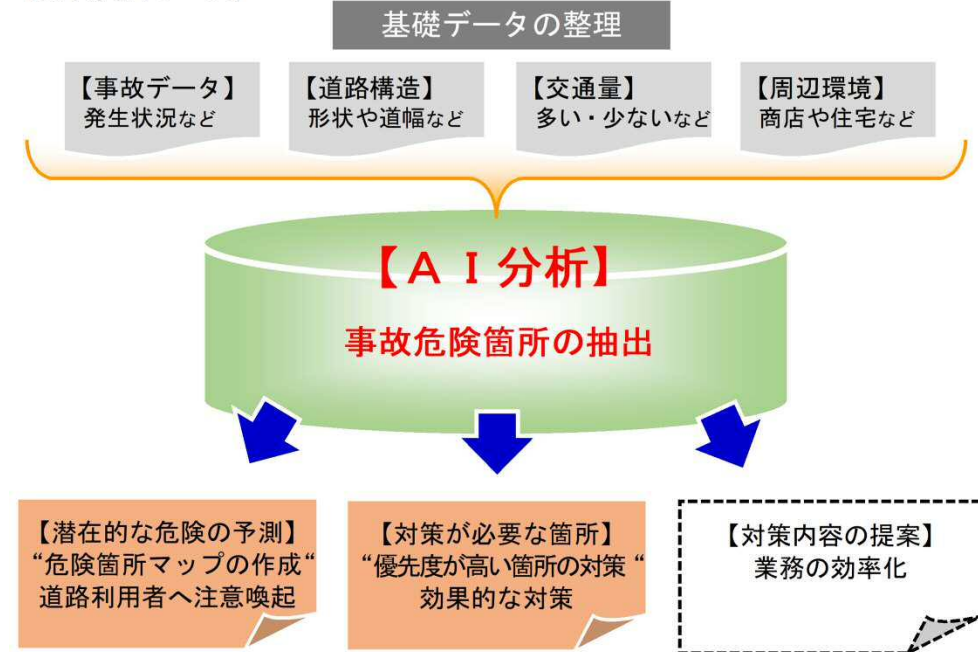 基礎データの整理
【事故データ】
発生状況など
【道路構造】
形状や道幅など
【交通量】
多い・少ないなど
【周辺環境】
商店や住宅など
【ＡＩ分析】
事故危険箇所の抽出
【潜在的な危険の予測】
“危険箇所マップの作成“
道路利用者へ注意喚起
【対策が必要な箇所】
“優先度が高い箇所の対策“
効果的な対策
【対策内容の提案】
業務の効率化